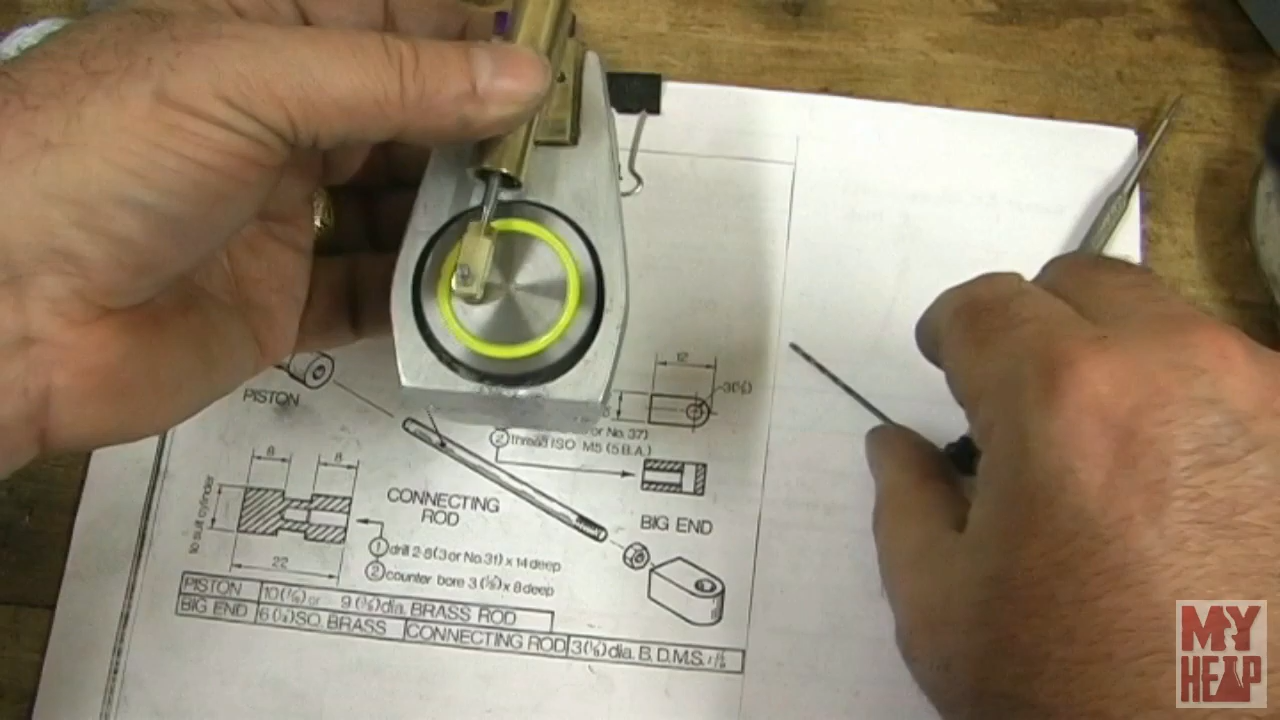 12
8 8
to suit cylinder
22
PISTON
CONNECTING
ROD
or No. 37)
② thread ISO M5 (5 B.A.)
BIG END
① drill 2·8 (3 or No.31) x 14 deep
② counter bore 3 (⅛) x 8 deep
PISTON 10 (⅜) or 9 (⅜) dia. BRASS ROD
BIG END 6 (¼) SQ. BRASS CONNECTING ROD 3 (⅛) dia. B.D.M.S.
MY
HEAP